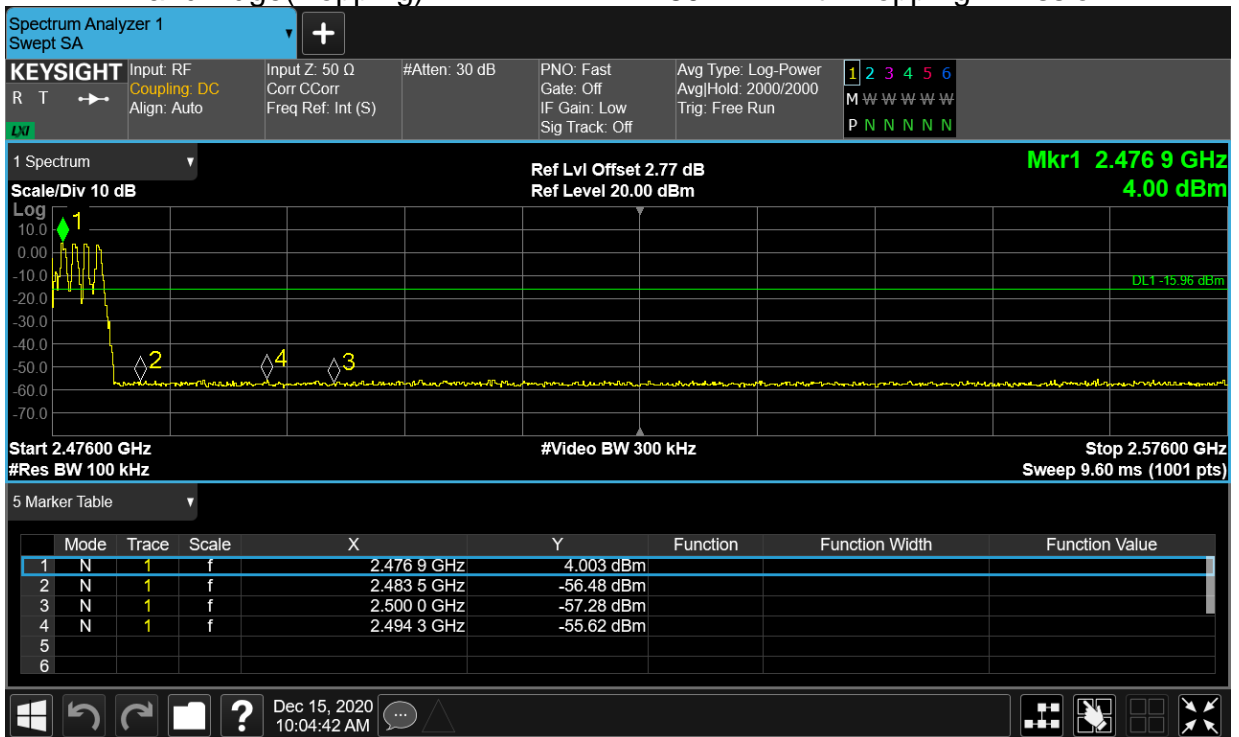 Spectrum Analyzer 1
Swept SA
+
KEYSIGHT
R T
LXI
Input: RF
Coupling: DC
Align: Auto
Input Z: 50 Ω
Corr CCorr
Freq Ref: Int (S)
#Atten: 30 dB
PNO: Fast
Gate: Off
IF Gain: Low
Sig Track: Off
Avg Type: Log-Power
Avg|Hold: 2000/2000
Trig: Free Run
1 2 3 4 5 6
M W W W W W
P N N N N N
1 Spectrum
Scale/Div 10 dB
Ref Lvl Offset 2.77 dB
Ref Level 20.00 dBm
Mkr1 2.476 9 GHz
4.00 dBm
Log
10.0
0.00
-10.0
-20.0
-30.0
-40.0
-50.0
-60.0
-70.0
1
2
4
3
DL1 -15.96 dBm
Start 2.47600 GHz
#Video BW 300 kHz
Stop 2.57600 GHz
#Res BW 100 kHz
Sweep 9.60 ms (1001 pts)
5 Marker Table
Mode Trace Scale X Y Function Function Width Function Value
1 N 1 f 2.476 9 GHz 4.003 dBm
2 N 1 f 2.483 5 GHz -56.48 dBm
3 N 1 f 2.500 0 GHz -57.28 dBm
4 N 1 f 2.494 3 GHz -55.62 dBm
5
6
?
Dec 15, 2020
10:04:42 AM